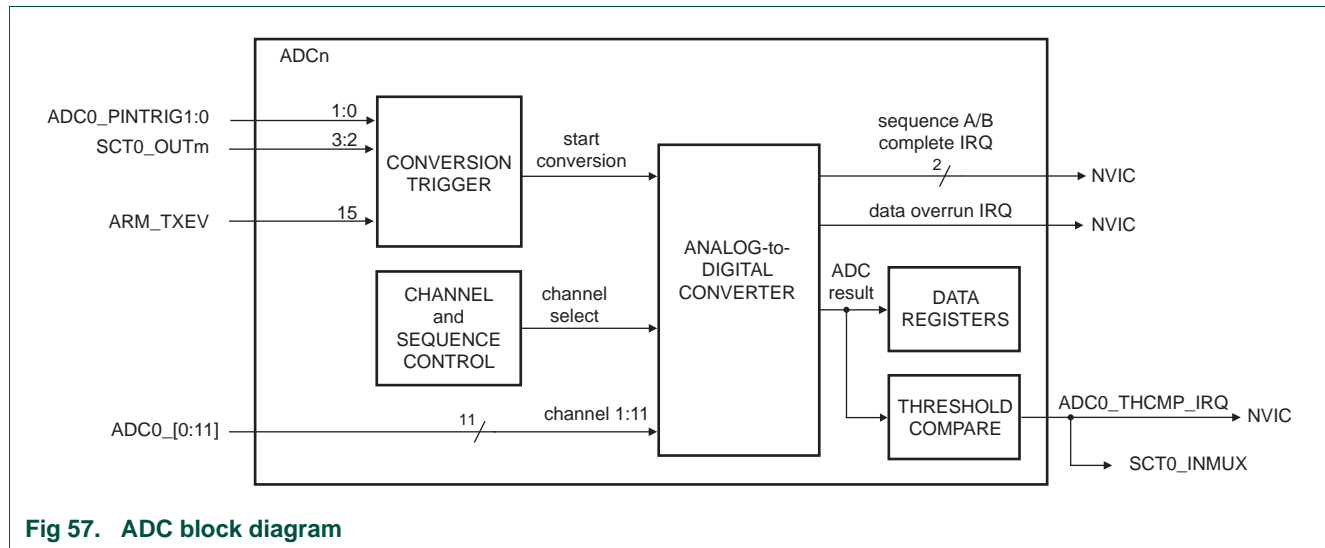 ADCn
ADC0_PINTRIG1:0
1:0
SCT0_OUTm
3:2
ARM_TXEV
15
CONVERSION
TRIGGER
start
conversion
CHANNEL
and
SEQUENCE
CONTROL
channel
select
ADC0_[0:11]
11
channel 1:11
ANALOG-to-
DIGITAL
CONVERTER
sequence A/B
complete IRQ
2
NVIC
data overrun IRQ
NVIC
ADC
result
DATA
REGISTERS
THRESHOLD
COMPARE
ADC0_THCMP_IRQ
NVIC
SCT0_INMUX
Fig 57. ADC block diagram